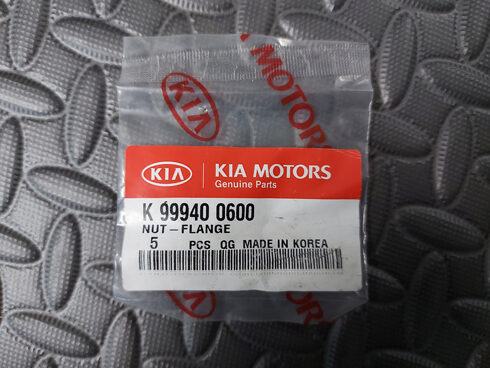 KIA
MOTORS
KIA
KIA MOTORS
Genuine Parts
K 99940 0600
NUT-FLANGE
5 PCS QG MADE IN KOREA